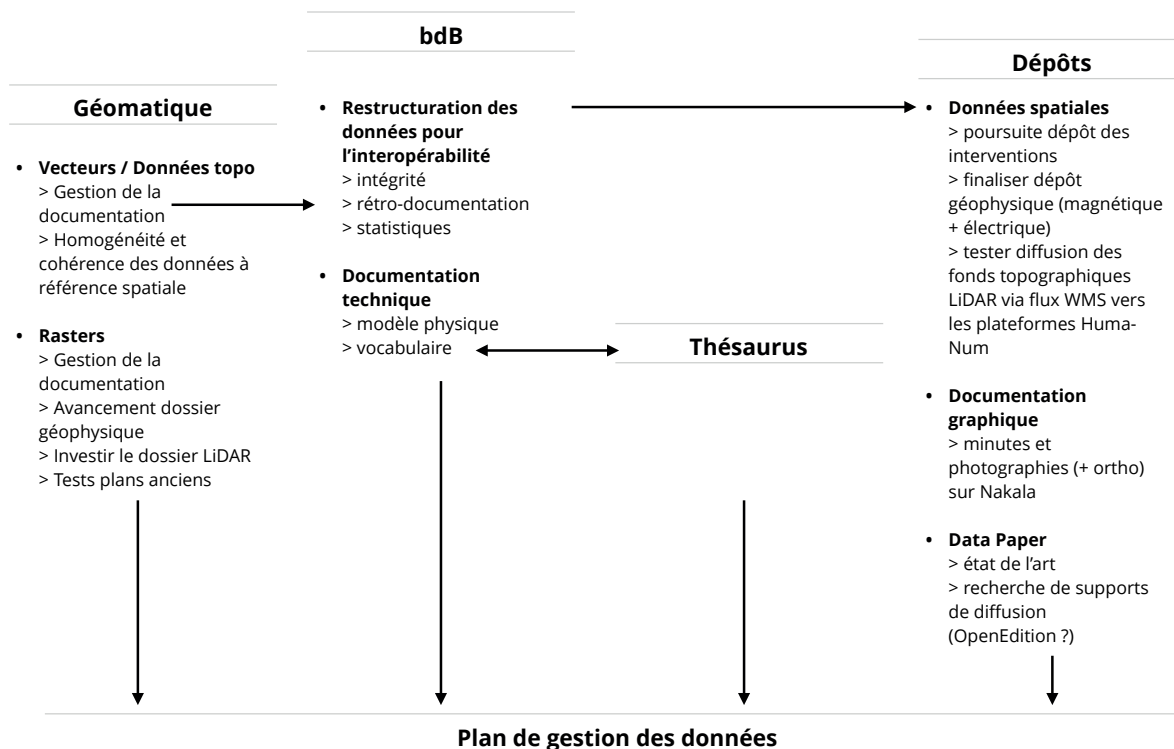 Géomatique
• Vecteurs / Données topo
> Gestion de la
documentation
> Homogénéité et
cohérence des données à
référence spatiale
• Rasters
> Gestion de la
documentation
> Avancement dossier
géophysique
> Investir le dossier LiDAR
> Tests plans anciens
bdB
• Restructuration des
données pour
l’interopérabilité
> intégrité
> rétro-documentation
> statistiques
• Documentation
technique
> modèle physique
> vocabulaire
Thésaurus
Dépôts
• Données spatiales
> poursuite dépôt des
interventions
> finaliser dépôt
géophysique (magnétique
+ électrique)
> tester diffusion des
fonds topographiques
LiDAR via flux WMS vers
les plateformes Huma-
Num
• Documentation
graphique
> minutes et
photographies (+ ortho)
sur Nakala
• Data Paper
> état de l’art
> recherche de supports
de diffusion
(OpenEdition ?)
Plan de gestion des données